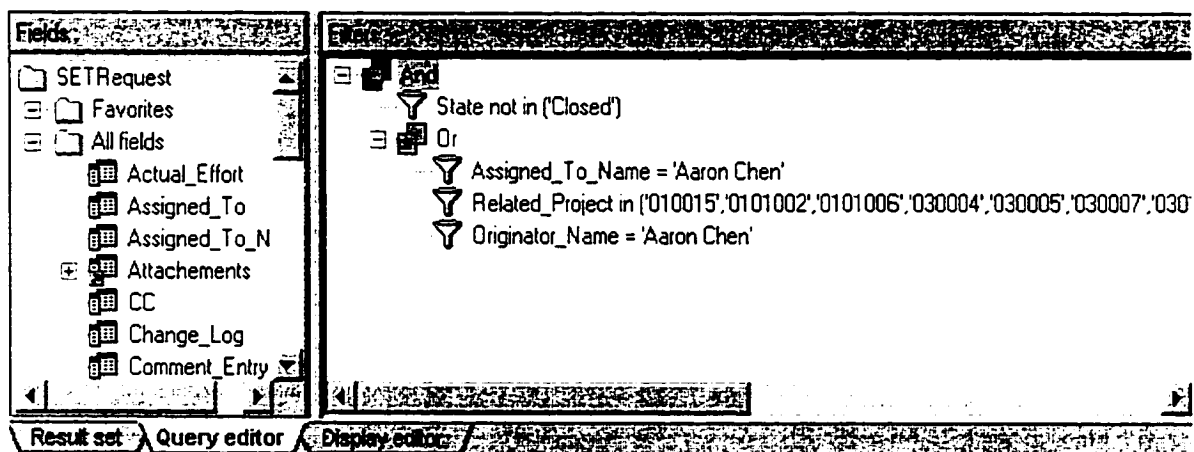 Fields:
SETRequest
Favorites
All fields
Actual_Effort
Assigned_To
Assigned_To_N
Attachements
CC
Change_Log
Comment_Entry
Filters:
And
State not in ('Closed')
Or
Assigned_To_Name = 'Aaron Chen'
Related_Project in ('010015','0101002','0101006','030004','030005','030007','030
Originator_Name = 'Aaron Chen'
Result set
Query editor
Display editor